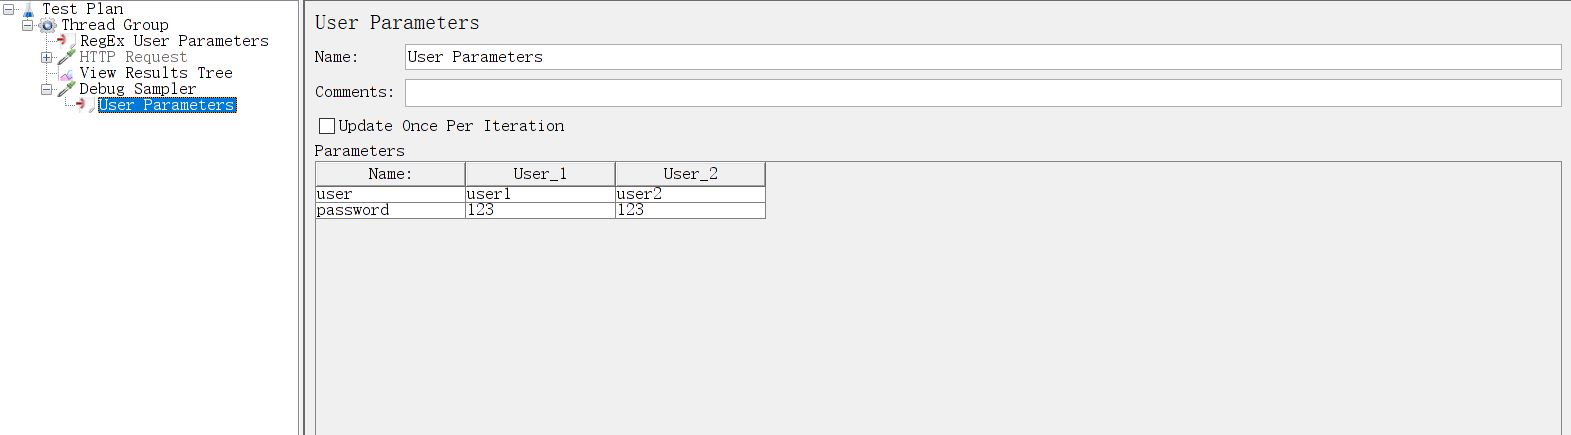 Test Plan
Thread Group
RegEx User Parameters
HTTP Request
View Results Tree
Debug Sampler
User Parameters
User Parameters
Name: User Parameters
Comments:
Update Once Per Iteration
Parameters
Name: User_1 User_2
user user1 user2
password 123 123